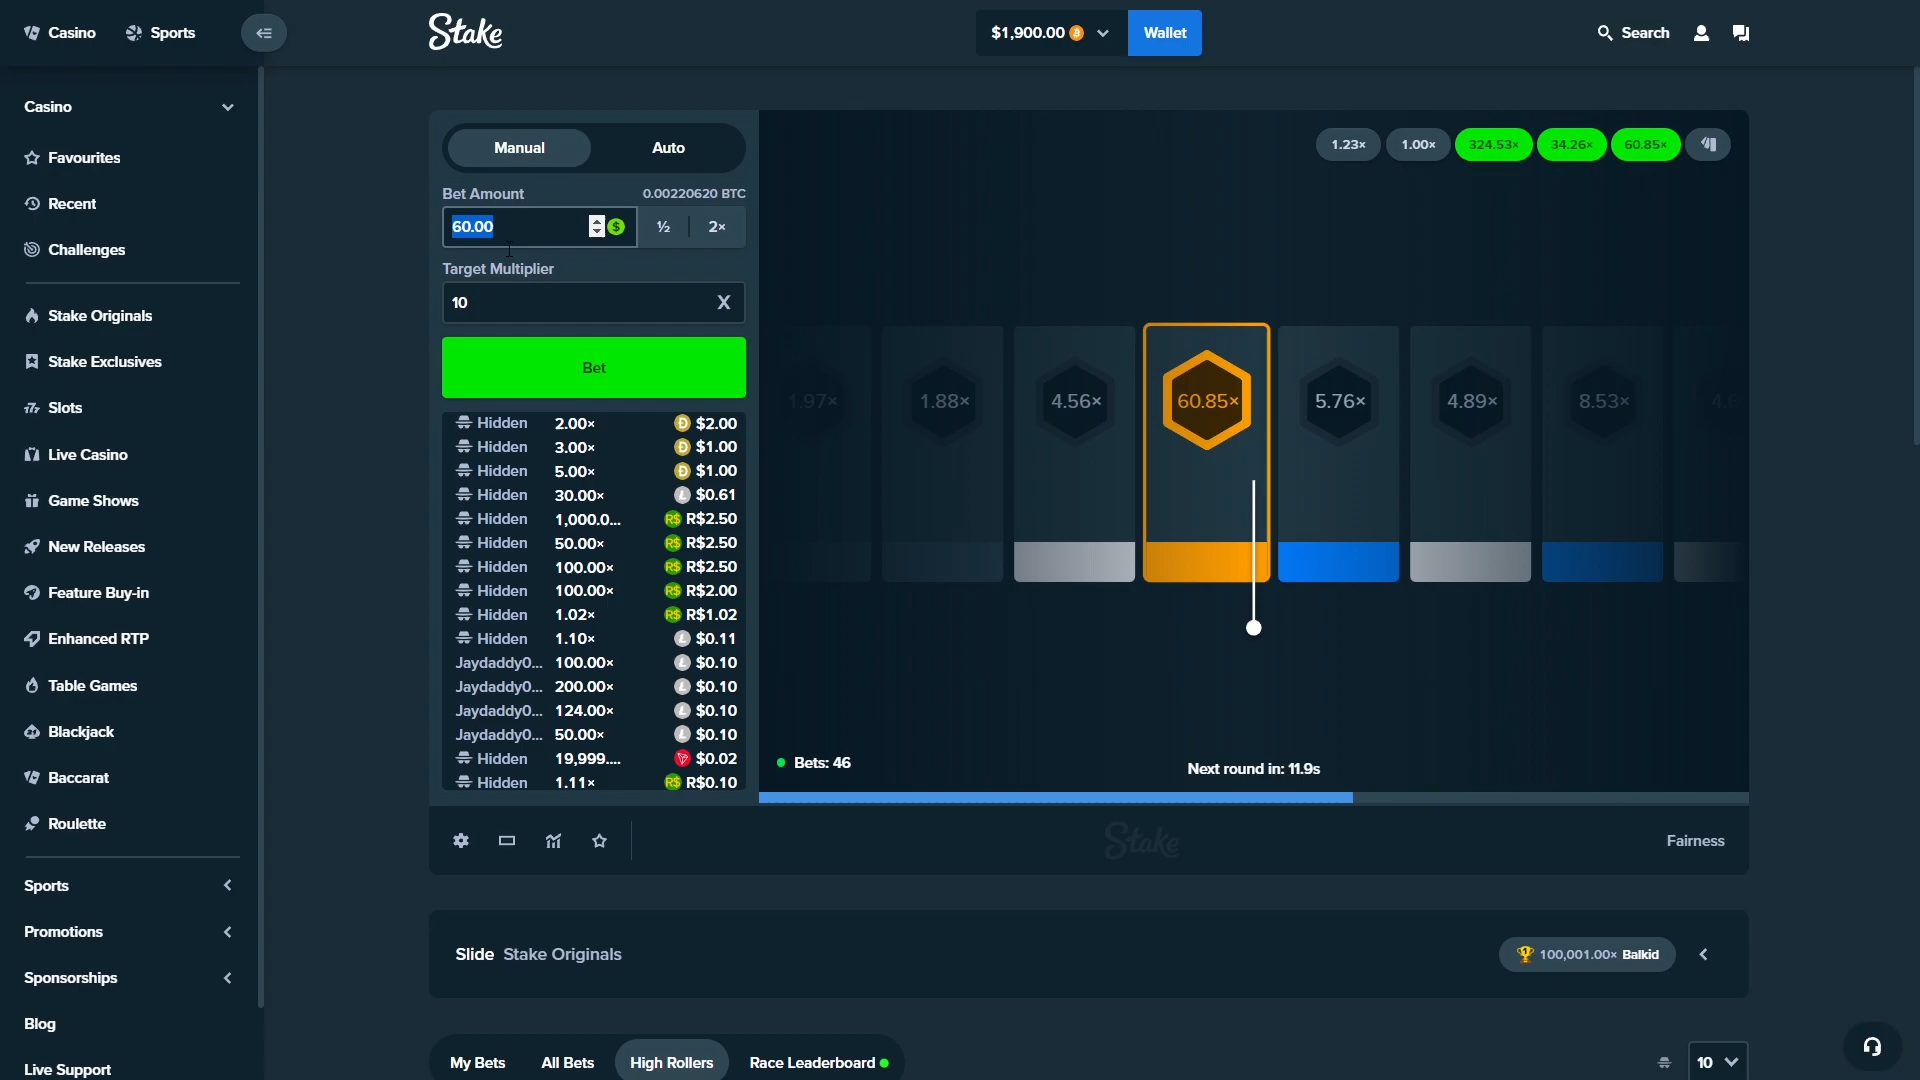 Casino
Sports
Stake
$1,900.00
Wallet
Search
Casino
Favourites
Recent
Challenges
Stake Originals
Stake Exclusives
Slots
Live Casino
Game Shows
New Releases
Feature Buy-in
Enhanced RTP
Table Games
Blackjack
Baccarat
Roulette
Sports
Promotions
Sponsorships
Blog
Live Support
Manual Auto
Bet Amount 0.00220620 BTC
60.00 ½ 2×
Target Multiplier
10 X
Bet
Hidden 2.00× $2.00
Hidden 3.00× $1.00
Hidden 5.00× $1.00
Hidden 30.00× $0.61
Hidden 1,000.0... R$2.50
Hidden 50.00× R$2.50
Hidden 100.00× R$2.50
Hidden 100.00× R$2.00
Hidden 1.02× R$1.02
Hidden 1.10× $0.11
Jaydaddy0... 100.00× $0.10
Jaydaddy0... 200.00× $0.10
Jaydaddy0... 124.00× $0.10
Jaydaddy0... 50.00× $0.10
Hidden 19,999.... $0.02
Hidden 1.11× R$0.10
1.23× 1.00× 324.53× 34.26× 60.85×
1.97× 1.88× 4.56× 60.85× 5.76× 4.89× 8.53×
Bets: 46
Next round in: 11.9s
Stake
Fairness
Slide Stake Originals
100,001.00× Balkid
My Bets All Bets High Rollers Race Leaderboard
10